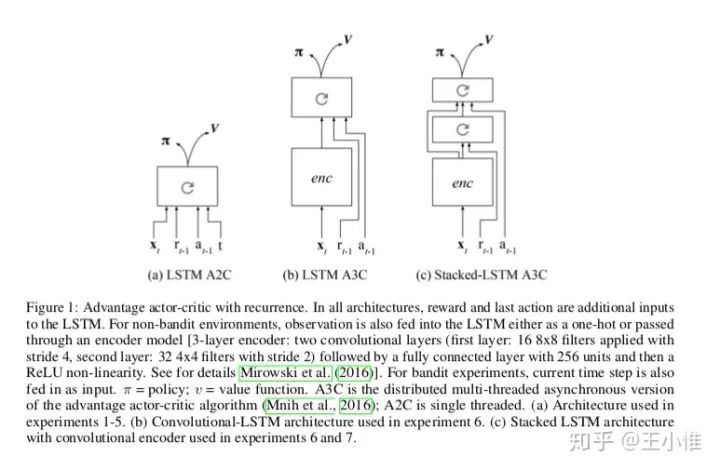 π V
π V
π V
enc
enc
x_t r_{t-1} a_{t-1} t
x_t r_{t-1} a_{t-1}
x_t r_{t-1} a_{t-1}
(a) LSTM A2C
(b) LSTM A3C
(c) Stacked-LSTM A3C
Figure 1: Advantage actor-critic with recurrence. In all architectures, reward and last action are additional inputs
to the LSTM. For non-bandit environments, observation is also fed into the LSTM either as a one-hot or passed
through an encoder model [3-layer encoder: two convolutional layers (first layer: 16 8x8 filters applied with
stride 4, second layer: 32 4x4 filters with stride 2) followed by a fully connected layer with 256 units and then a
ReLU non-linearity. See for details Mirowski et al. (2016)]. For bandit experiments, current time step is also
fed in as input. π = policy; v = value function. A3C is the distributed multi-threaded asynchronous version
of the advantage actor-critic algorithm (Mnih et al., 2016); A2C is single threaded. (a) Architecture used in
experiments 1-5. (b) Convolutional-LSTM architecture used in experiment 6. (c) Stacked LSTM architecture
with convolutional encoder used in experiments 6 and 7.
知乎 @王小惟